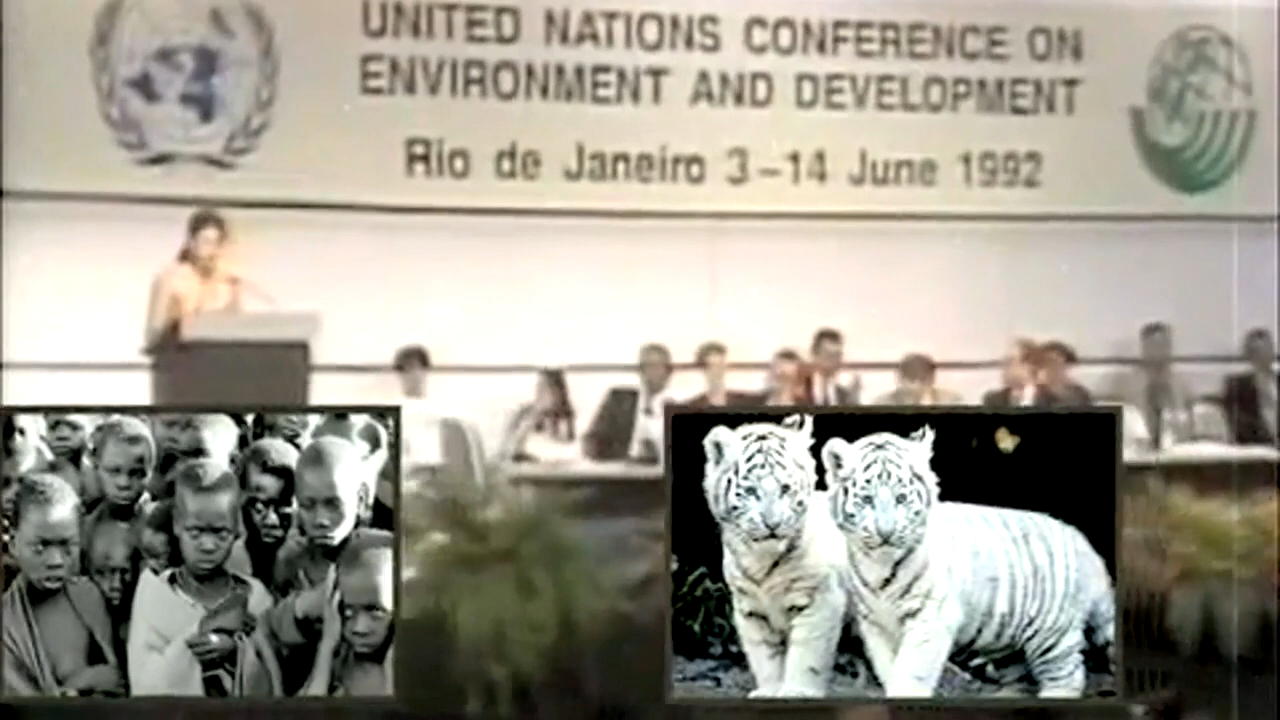 UNITED NATIONS CONFERENCE ON
ENVIRONMENT AND DEVELOPMENT
Rio de Janeiro 3-14 June 1992